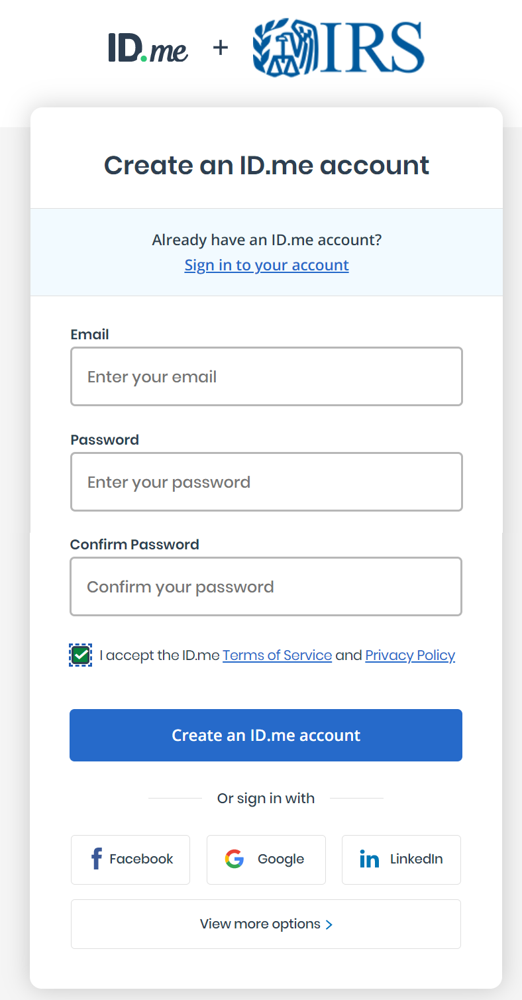 ID.me + IRS
Create an ID.me account
Already have an ID.me account?
Sign in to your account
Email
Enter your email
Password
Enter your password
Confirm Password
Confirm your password
I accept the ID.me Terms of Service and Privacy Policy
Create an ID.me account
Or sign in with
Facebook Google LinkedIn
View more options >